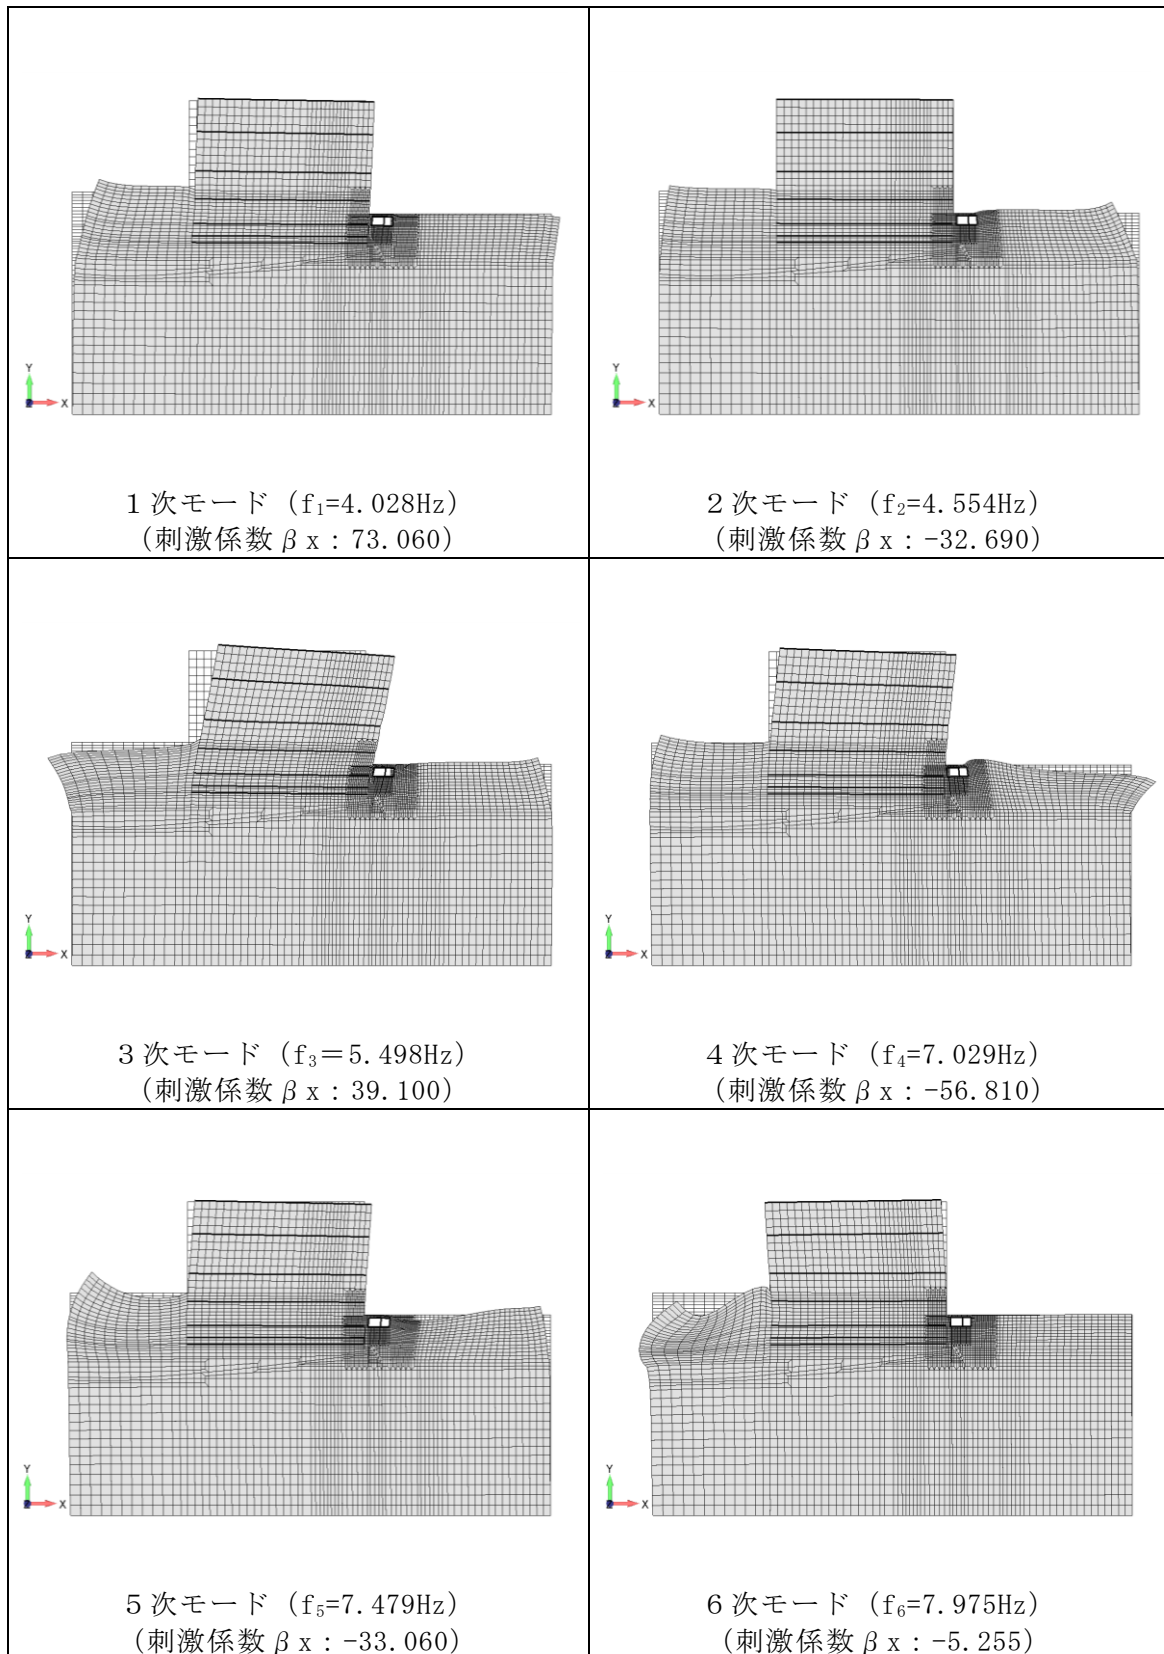 Y
X
Y
X
1次モード (f₁=4.028Hz)
(刺激係数βx:73.060)
2次モード (f₂=4.554Hz)
(刺激係数βx:-32.690)
Y
X
Y
X
3次モード (f₃=5.498Hz)
(刺激係数βx:39.100)
4次モード (f₄=7.029Hz)
(刺激係数βx:-56.810)
Y
X
Y
X
5次モード (f₅=7.479Hz)
(刺激係数βx:-33.060)
6次モード (f₆=7.975Hz)
(刺激係数βx:-5.255)